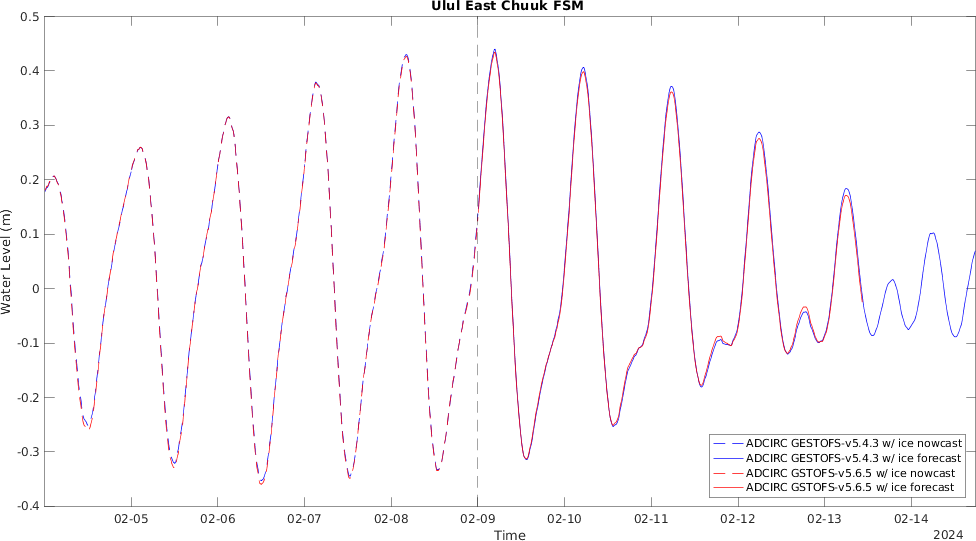 Ulul East Chuuk FSM
0.5
0.4
0.3
0.2
0.1
0
-0.1
-0.2
-0.3
-0.4
Water Level (m)
ADCIRC GESTOFS-v5.4.3 w/ ice nowcast
ADCIRC GESTOFS-v5.4.3 w/ ice forecast
ADCIRC GSTOFS-v5.6.5 w/ ice nowcast
ADCIRC GSTOFS-v5.6.5 w/ ice forecast
02-05 02-06 02-07 02-08 02-09 02-10 02-11 02-12 02-13 02-14
Time
2024